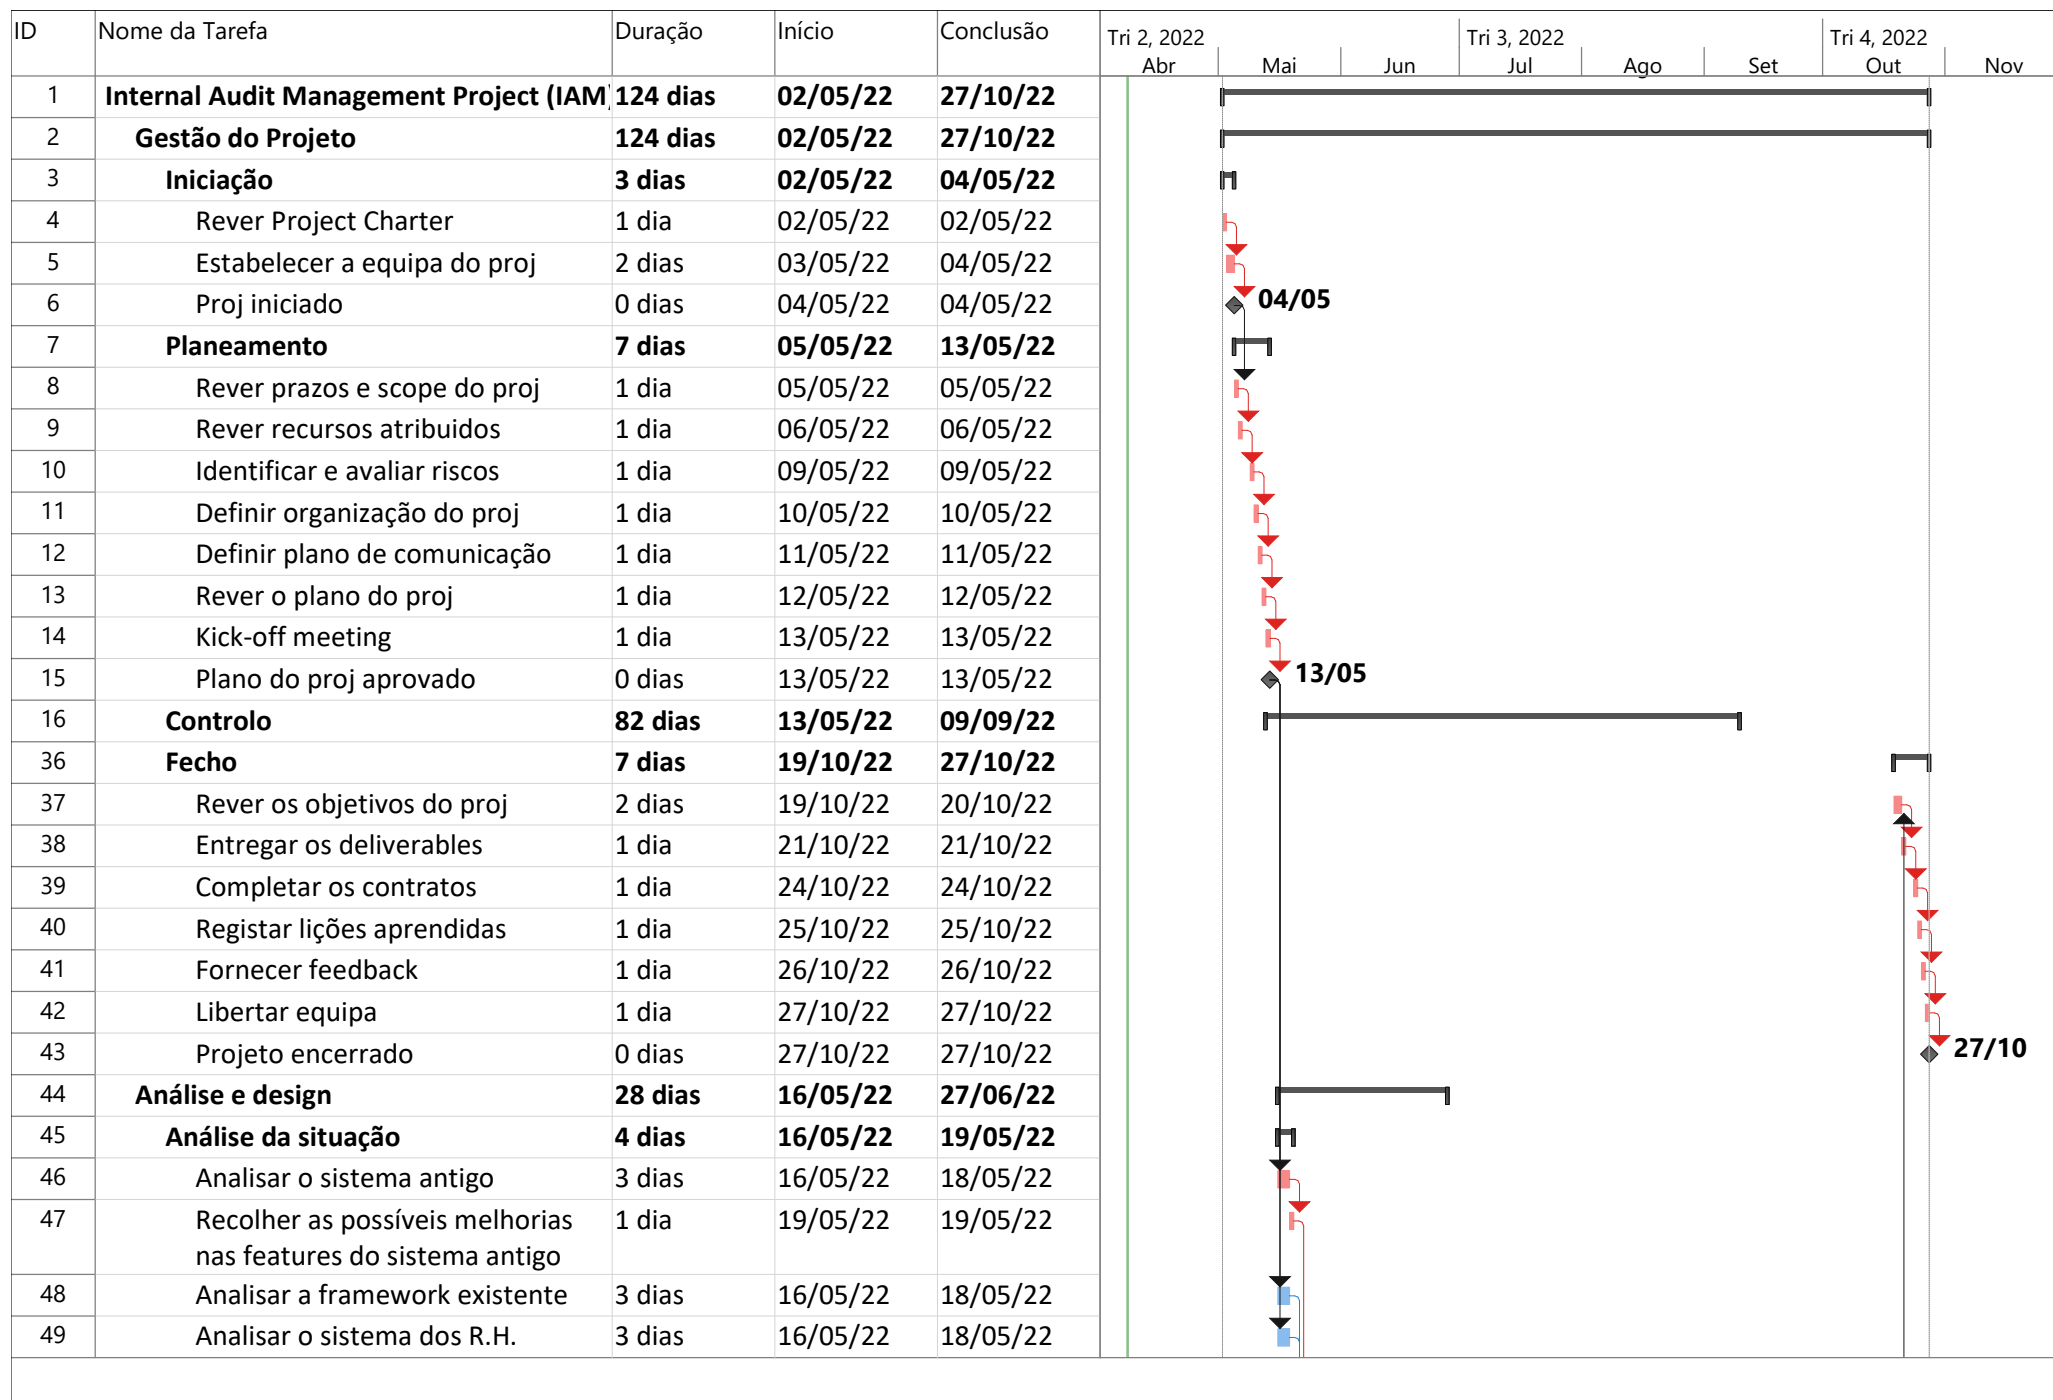 ID Nome da Tarefa Duração Início Conclusão Tri 2, 2022 Tri 3, 2022 Tri 4, 2022
Abr Mai Jun Jul Ago Set Out Nov
1 Internal Audit Management Project (IAM) 124 dias 02/05/22 27/10/22
2 Gestão do Projeto 124 dias 02/05/22 27/10/22
3 Iniciação 3 dias 02/05/22 04/05/22
4 Rever Project Charter 1 dia 02/05/22 02/05/22
5 Estabelecer a equipa do proj 2 dias 03/05/22 04/05/22
6 Proj iniciado 0 dias 04/05/22 04/05/22 04/05
7 Planeamento 7 dias 05/05/22 13/05/22
8 Rever prazos e scope do proj 1 dia 05/05/22 05/05/22
9 Rever recursos atribuidos 1 dia 06/05/22 06/05/22
10 Identificar e avaliar riscos 1 dia 09/05/22 09/05/22
11 Definir organização do proj 1 dia 10/05/22 10/05/22
12 Definir plano de comunicação 1 dia 11/05/22 11/05/22
13 Rever o plano do proj 1 dia 12/05/22 12/05/22
14 Kick-off meeting 1 dia 13/05/22 13/05/22
15 Plano do proj aprovado 0 dias 13/05/22 13/05/22 13/05
16 Controlo 82 dias 13/05/22 09/09/22
36 Fecho 7 dias 19/10/22 27/10/22
37 Rever os objetivos do proj 2 dias 19/10/22 20/10/22
38 Entregar os deliverables 1 dia 21/10/22 21/10/22
39 Completar os contratos 1 dia 24/10/22 24/10/22
40 Registar lições aprendidas 1 dia 25/10/22 25/10/22
41 Fornecer feedback 1 dia 26/10/22 26/10/22
42 Libertar equipa 1 dia 27/10/22 27/10/22
43 Projeto encerrado 0 dias 27/10/22 27/10/22 27/10
44 Análise e design 28 dias 16/05/22 27/06/22
45 Análise da situação 4 dias 16/05/22 19/05/22
46 Analisar o sistema antigo 3 dias 16/05/22 18/05/22
47 Recolher as possíveis melhorias 1 dia 19/05/22 19/05/22
nas features do sistema antigo
48 Analisar a framework existente 3 dias 16/05/22 18/05/22
49 Analisar o sistema dos R.H. 3 dias 16/05/22 18/05/22